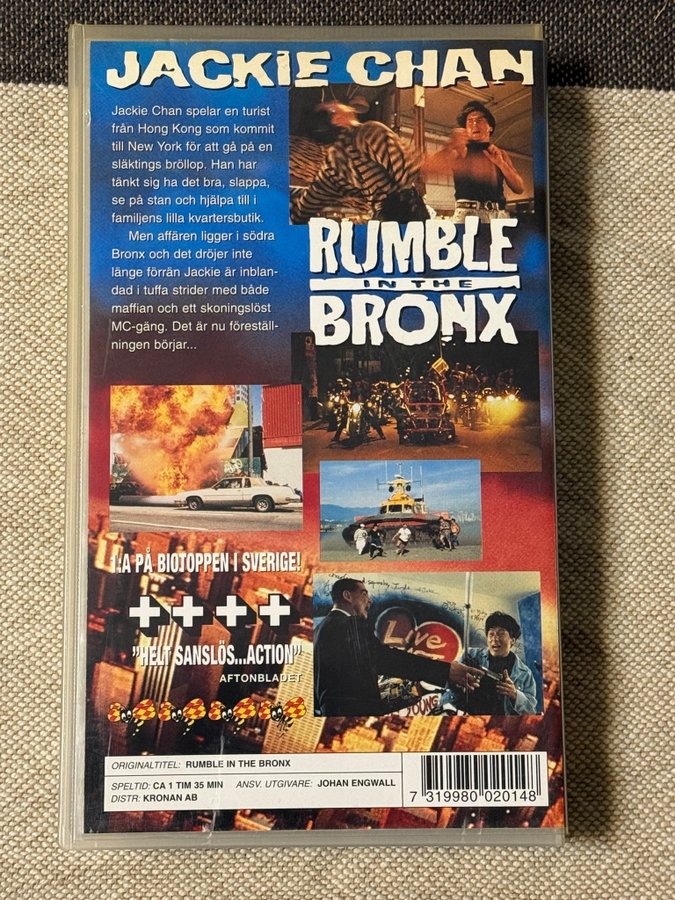 JACKIE CHAN
Jackie Chan spelar en turist
från Hong Kong som kommit
till New York för att gå på en
släktings bröllop. Han har
tänkt sig ha det bra, slappa,
se på stan och hjälpa till i
familjens lilla kvartersbutik.
Men affären ligger i södra
Bronx och det dröjer inte
länge förrän Jackie är inblan-
dad i tuffa strider med både
maffian och ett skoningslöst
MC-gäng. Det är nu föreställ-
ningen börjar...
RUMBLE
IN THE
BRONX
1:A PÅ BIOTOPPEN I SVERIGE!
++++
"HELT SANSLÖS...ACTION"
AFTONBLADET
Love
YOUNG
ORIGINALTITEL: RUMBLE IN THE BRONX
SPELTID: CA 1 TIM 35 MIN ANSV. UTGIVARE: JOHAN ENGWALL
DISTR: KRONAN AB
7 319980 020148